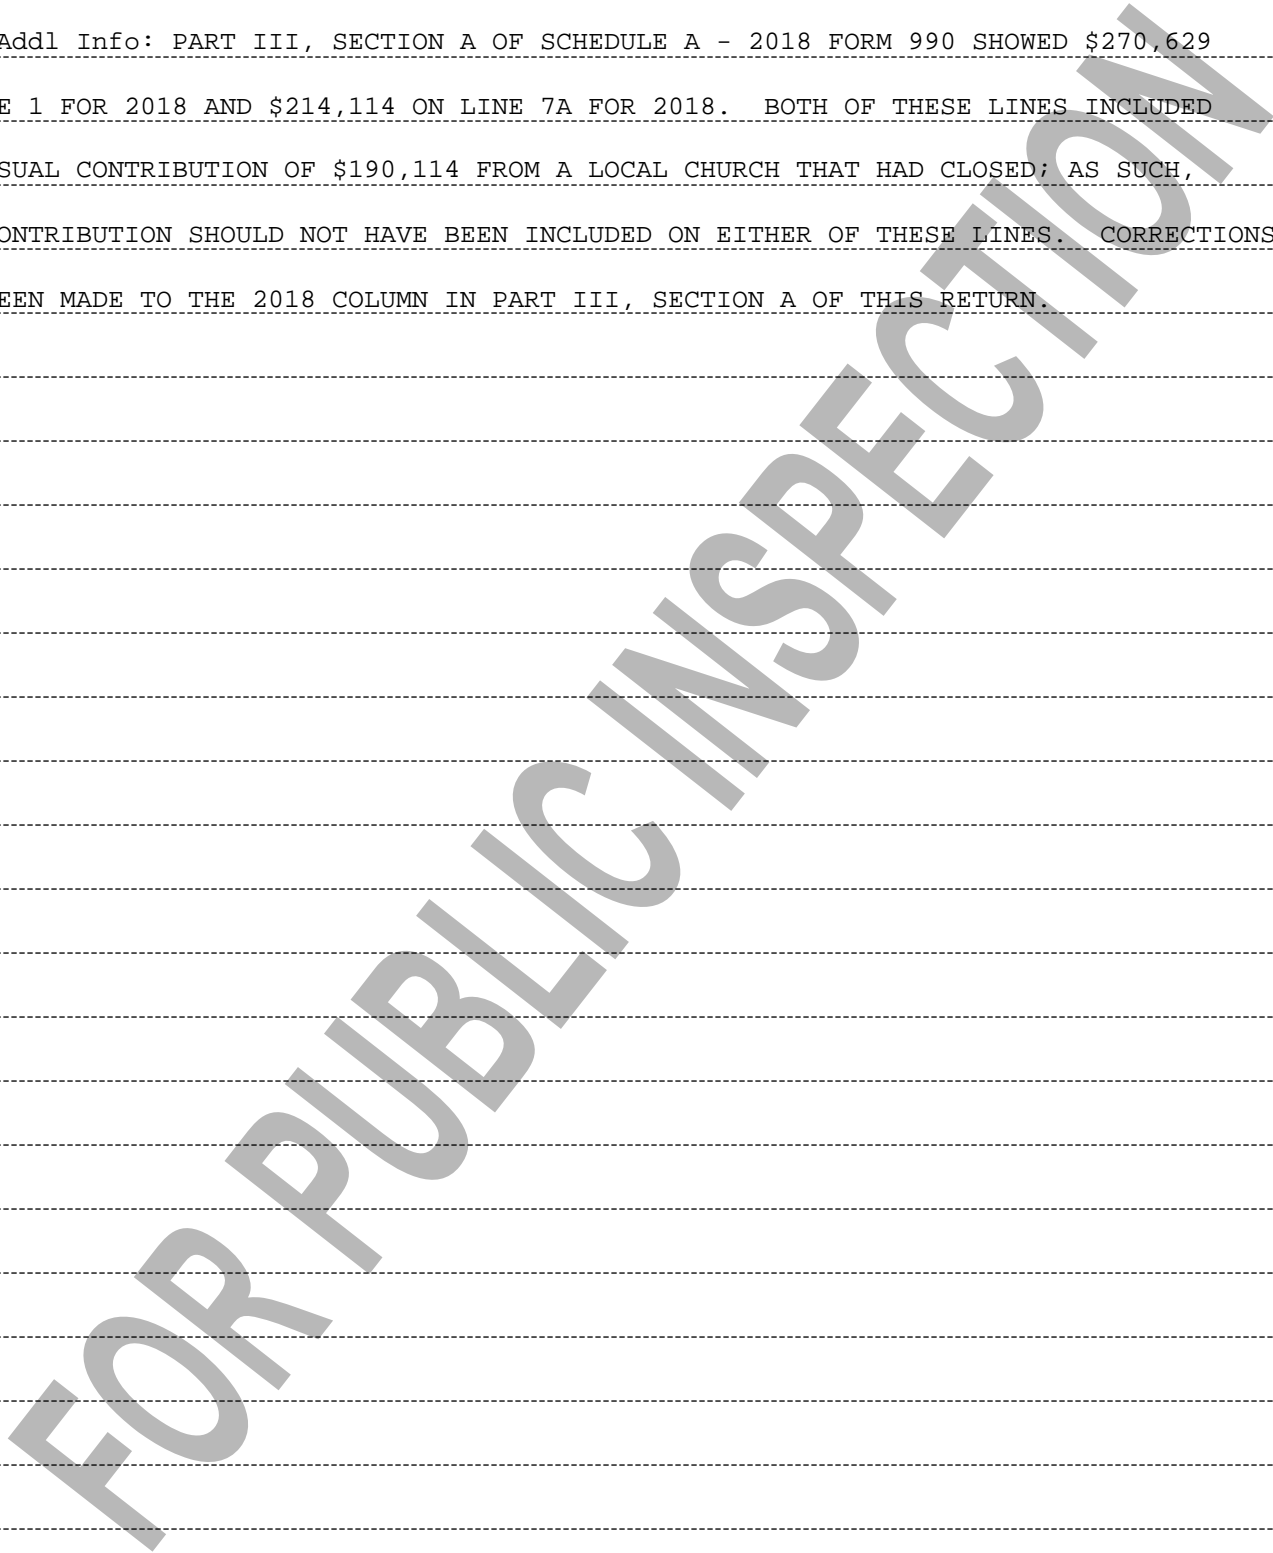 Addl Info: PART III, SECTION A OF SCHEDULE A - 2018 FORM 990 SHOWED $270,629
E 1 FOR 2018 AND $214,114 ON LINE 7A FOR 2018.  BOTH OF THESE LINES INCLUDED
SUAL CONTRIBUTION OF $190,114 FROM A LOCAL CHURCH THAT HAD CLOSED; AS SUCH,
ONTRIBUTION SHOULD NOT HAVE BEEN INCLUDED ON EITHER OF THESE LINES.  CORRECTIONS
EEN MADE TO THE 2018 COLUMN IN PART III, SECTION A OF THIS RETURN.
FOR PUBLIC INSPECTION